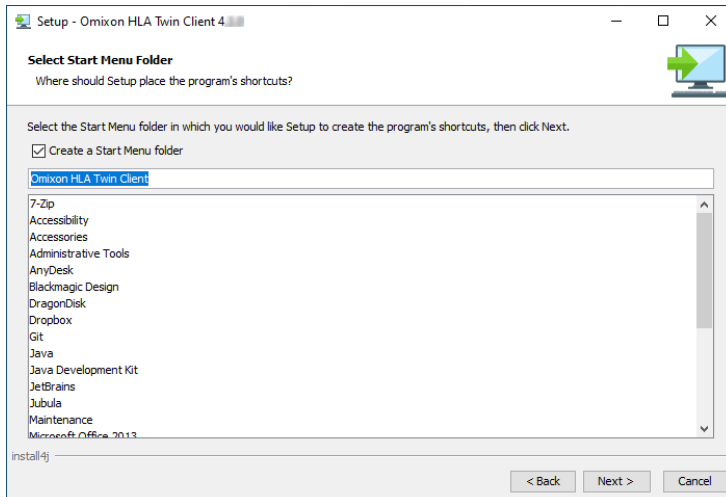 Setup - Omixon HLA Twin Client 4.
Select Start Menu Folder
Where should Setup place the program's shortcuts?
Select the Start Menu folder in which you would like Setup to create the program's shortcuts, then click Next.
Create a Start Menu folder
Omixon HLA Twin Client
7-Zip
Accessibility
Accessories
Administrative Tools
AnyDesk
Blackmagic Design
DragonDisk
Dropbox
Git
Java
Java Development Kit
JetBrains
Jubula
Maintenance
Microsoft Office 2013
install4j
< Back Next > Cancel